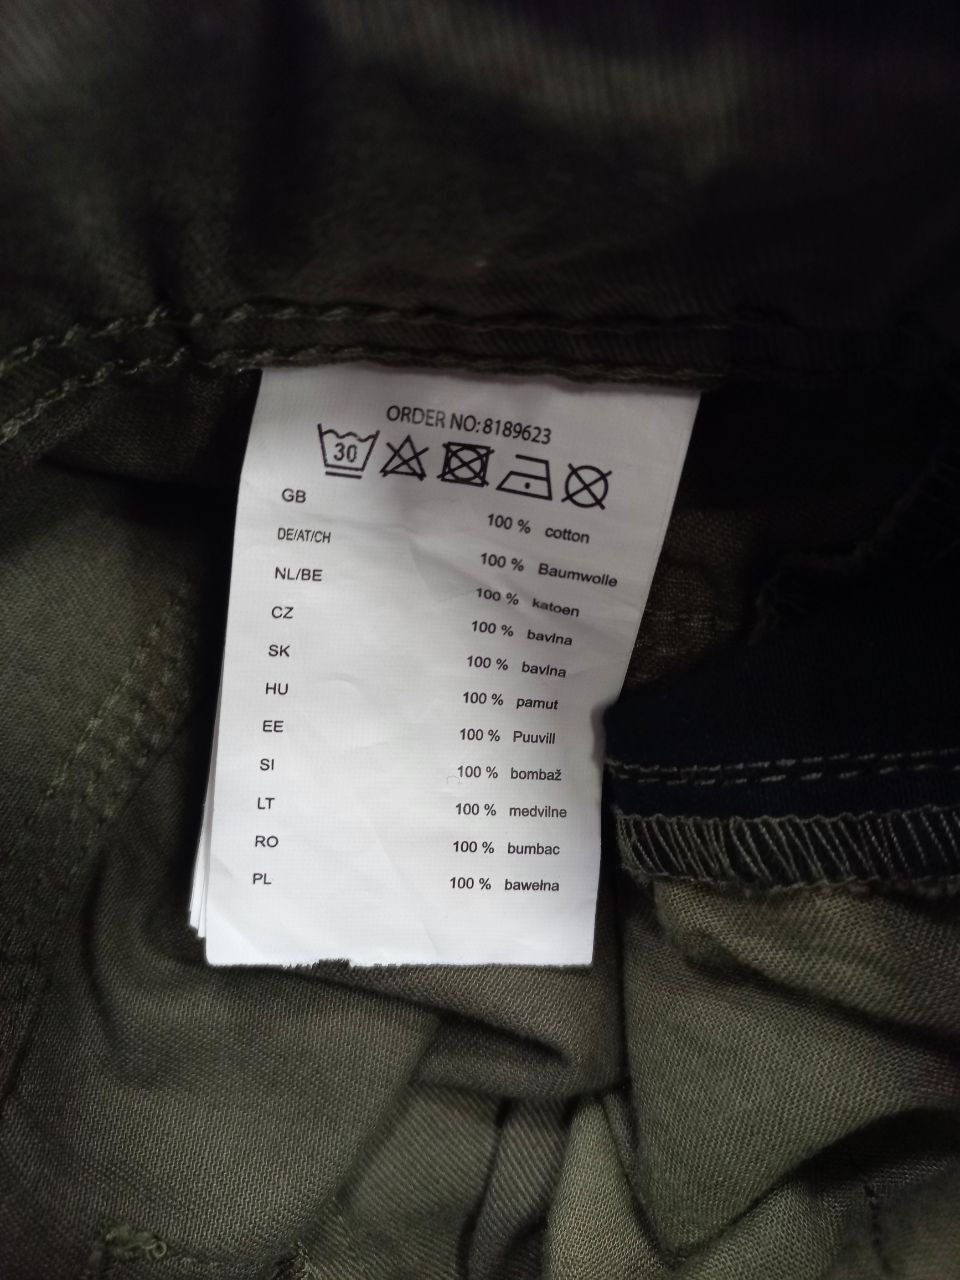 ORDER NO:8189623
30
GB 100 % cotton
DE/AT/CH 100 % Baumwolle
NL/BE 100 % katoen
CZ 100 % bavlna
SK 100 % bavlna
HU 100 % pamut
EE 100 % Puuvill
SI 100 % bombaž
LT 100 % medvilne
RO 100 % bumbac
PL 100 % bawełna